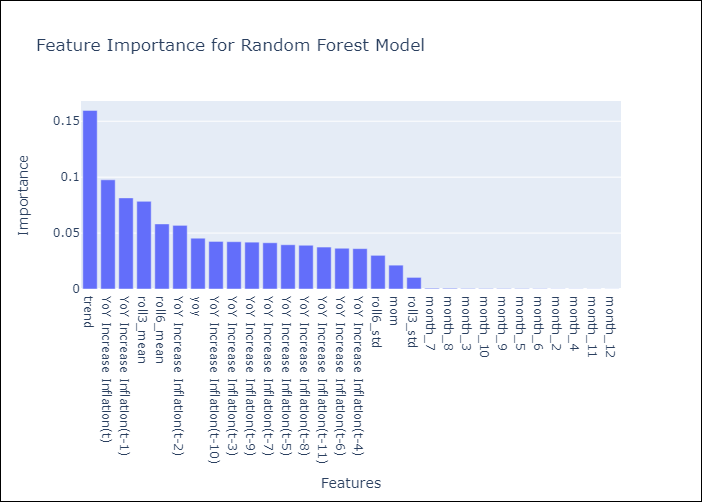 Feature Importance for Random Forest Model
Importance
0.15
0.1
0.05
0
trend
YoY Increase Inflation(t)
YoY Increase Inflation(t-1)
roll3_mean
roll6_mean
YoY Increase Inflation(t-2)
yoy
YoY Increase Inflation(t-10)
YoY Increase Inflation(t-3)
YoY Increase Inflation(t-9)
YoY Increase Inflation(t-7)
YoY Increase Inflation(t-5)
YoY Increase Inflation(t-8)
YoY Increase Inflation(t-11)
YoY Increase Inflation(t-6)
YoY Increase Inflation(t-4)
roll6_std
mom
roll3_std
month_7
month_8
month_3
month_10
month_9
month_5
month_6
month_2
month_4
month_11
month_12
Features